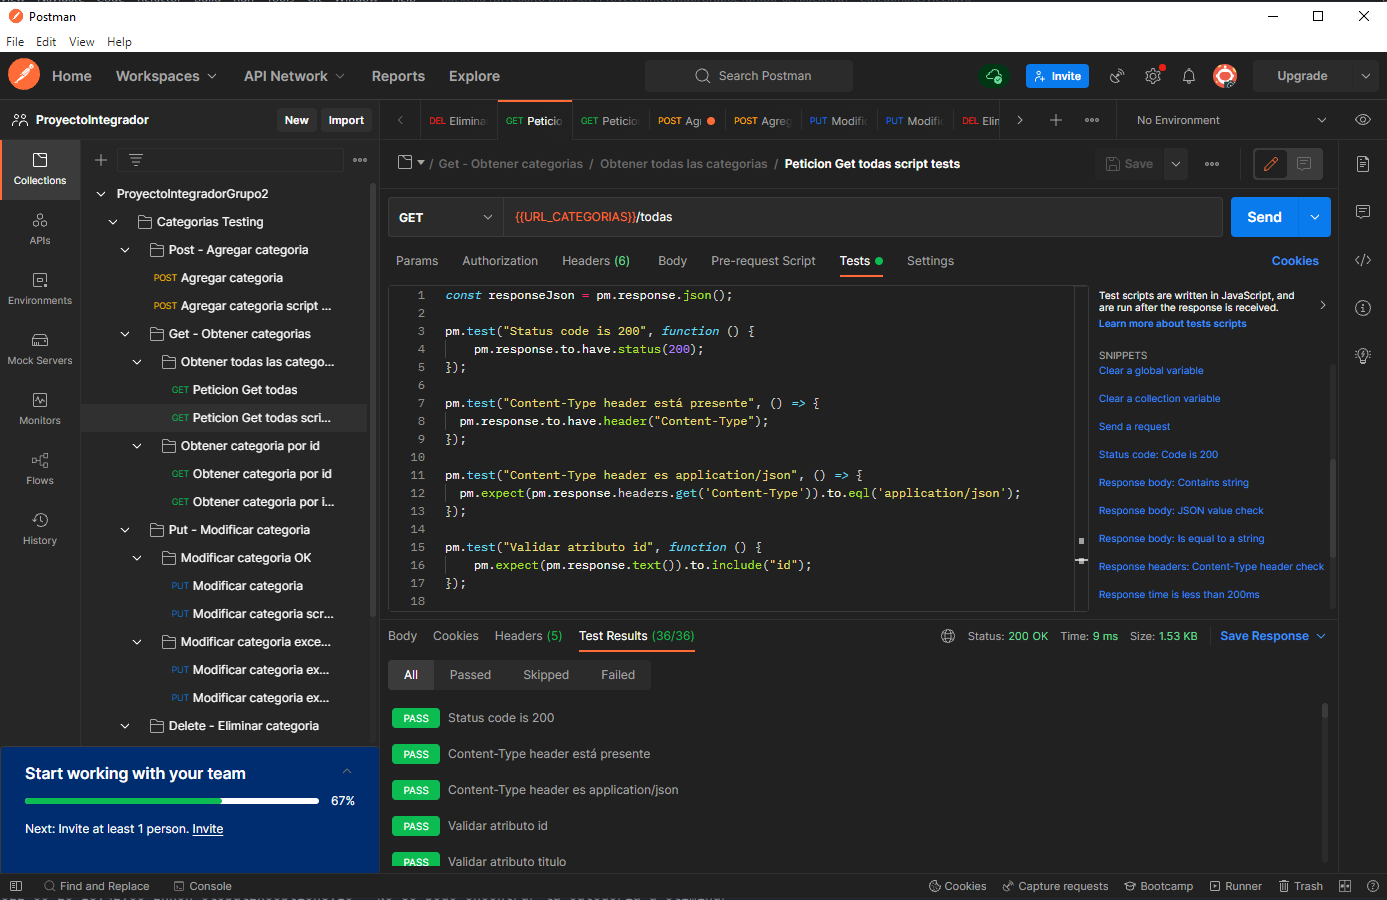 Postman
File Edit View Help
Home Workspaces API Network Reports Explore Search Postman Invite Upgrade
ProyectoIntegrador New Import
DEL Elimina GET Peticio GET Peticio POST Agr POST Agreg PUT Modific PUT Modific DEL Elin No Environment
Collections
APIs
Environments
Mock Servers
Monitors
Flows
History
ProyectoIntegradorGrupo2
Categorias Testing
Post - Agregar categoria
POST Agregar categoria
POST Agregar categoria script ...
Get - Obtener categorias
Obtener todas las catego...
GET Peticion Get todas
GET Peticion Get todas scri...
Obtener categoria por id
GET Obtener categoria por id
GET Obtener categoria por i...
Put - Modificar categoria
Modificar categoria OK
PUT Modificar categoria
PUT Modificar categoria scr...
Modificar categoria exce...
PUT Modificar categoria ex...
PUT Modificar categoria ex...
Delete - Eliminar categoria
Start working with your team
67%
Next: Invite at least 1 person. Invite
/ Get - Obtener categorias / Obtener todas las categorias / Peticion Get todas script tests Save
GET {{URL_CATEGORIAS}}/todas Send
Params Authorization Headers (6) Body Pre-request Script Tests Settings Cookies
1 const responseJson = pm.response.json();
2
3 pm.test("Status code is 200", function () {
4 pm.response.to.have.status(200);
5 });
6
7 pm.test("Content-Type header está presente", () => {
8 pm.response.to.have.header("Content-Type");
9 });
10
11 pm.test("Content-Type header es application/json", () => {
12 pm.expect(pm.response.headers.get('Content-Type')).to.eql('application/json');
13 });
14
15 pm.test("Validar atributo id", function () {
16 pm.expect(pm.response.text()).to.include("id");
17 });
18
Test scripts are written in JavaScript, and
are run after the response is received.
Learn more about tests scripts
SNIPPETS
Clear a global variable
Clear a collection variable
Send a request
Status code: Code is 200
Response body: Contains string
Response body: JSON value check
Response body: Is equal to a string
Response headers: Content-Type header check
Response time is less than 200ms
Body Cookies Headers (5) Test Results (36/36) Status: 200 OK Time: 9 ms Size: 1.53 KB Save Response
All Passed Skipped Failed
PASS Status code is 200
PASS Content-Type header está presente
PASS Content-Type header es application/json
PASS Validar atributo id
PASS Validar atributo titulo
Find and Replace Console Cookies Capture requests Bootcamp Runner Trash